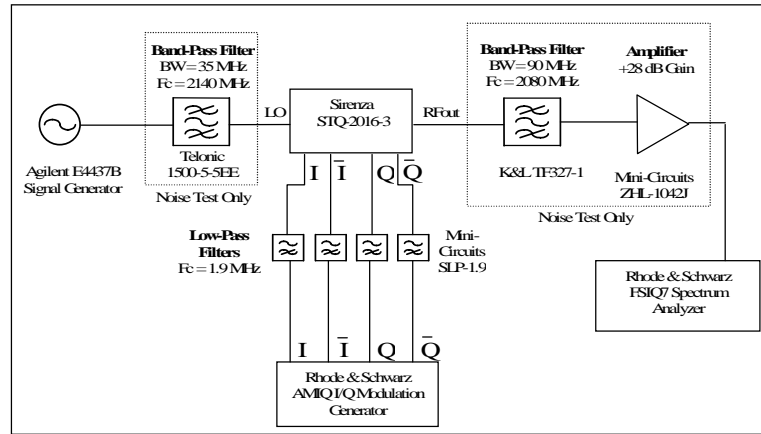 Band-Pass Filter
BW = 35 MHz
Fc = 2140 MHz
Telonic
1500-5-5EE
Noise Test Only
Agilent E4437B
Signal Generator
LO
Sirenza
STQ-2016-3
RFout
Band-Pass Filter
BW = 90 MHz
Fc = 2080 MHz
K&L TF327-1
Amplifier
+28 dB Gain
Mini-Circuits
ZHL-1042J
Noise Test Only
I I̅ Q Q̅
Low-Pass
Filters
Fc = 1.9 MHz
Mini-
Circuits
SLP-1.9
I I̅ Q Q̅
Rhode & Schwarz
AMIQ I/Q Modulation
Generator
Rhode & Schwarz
FSIQ7 Spectrum
Analyzer